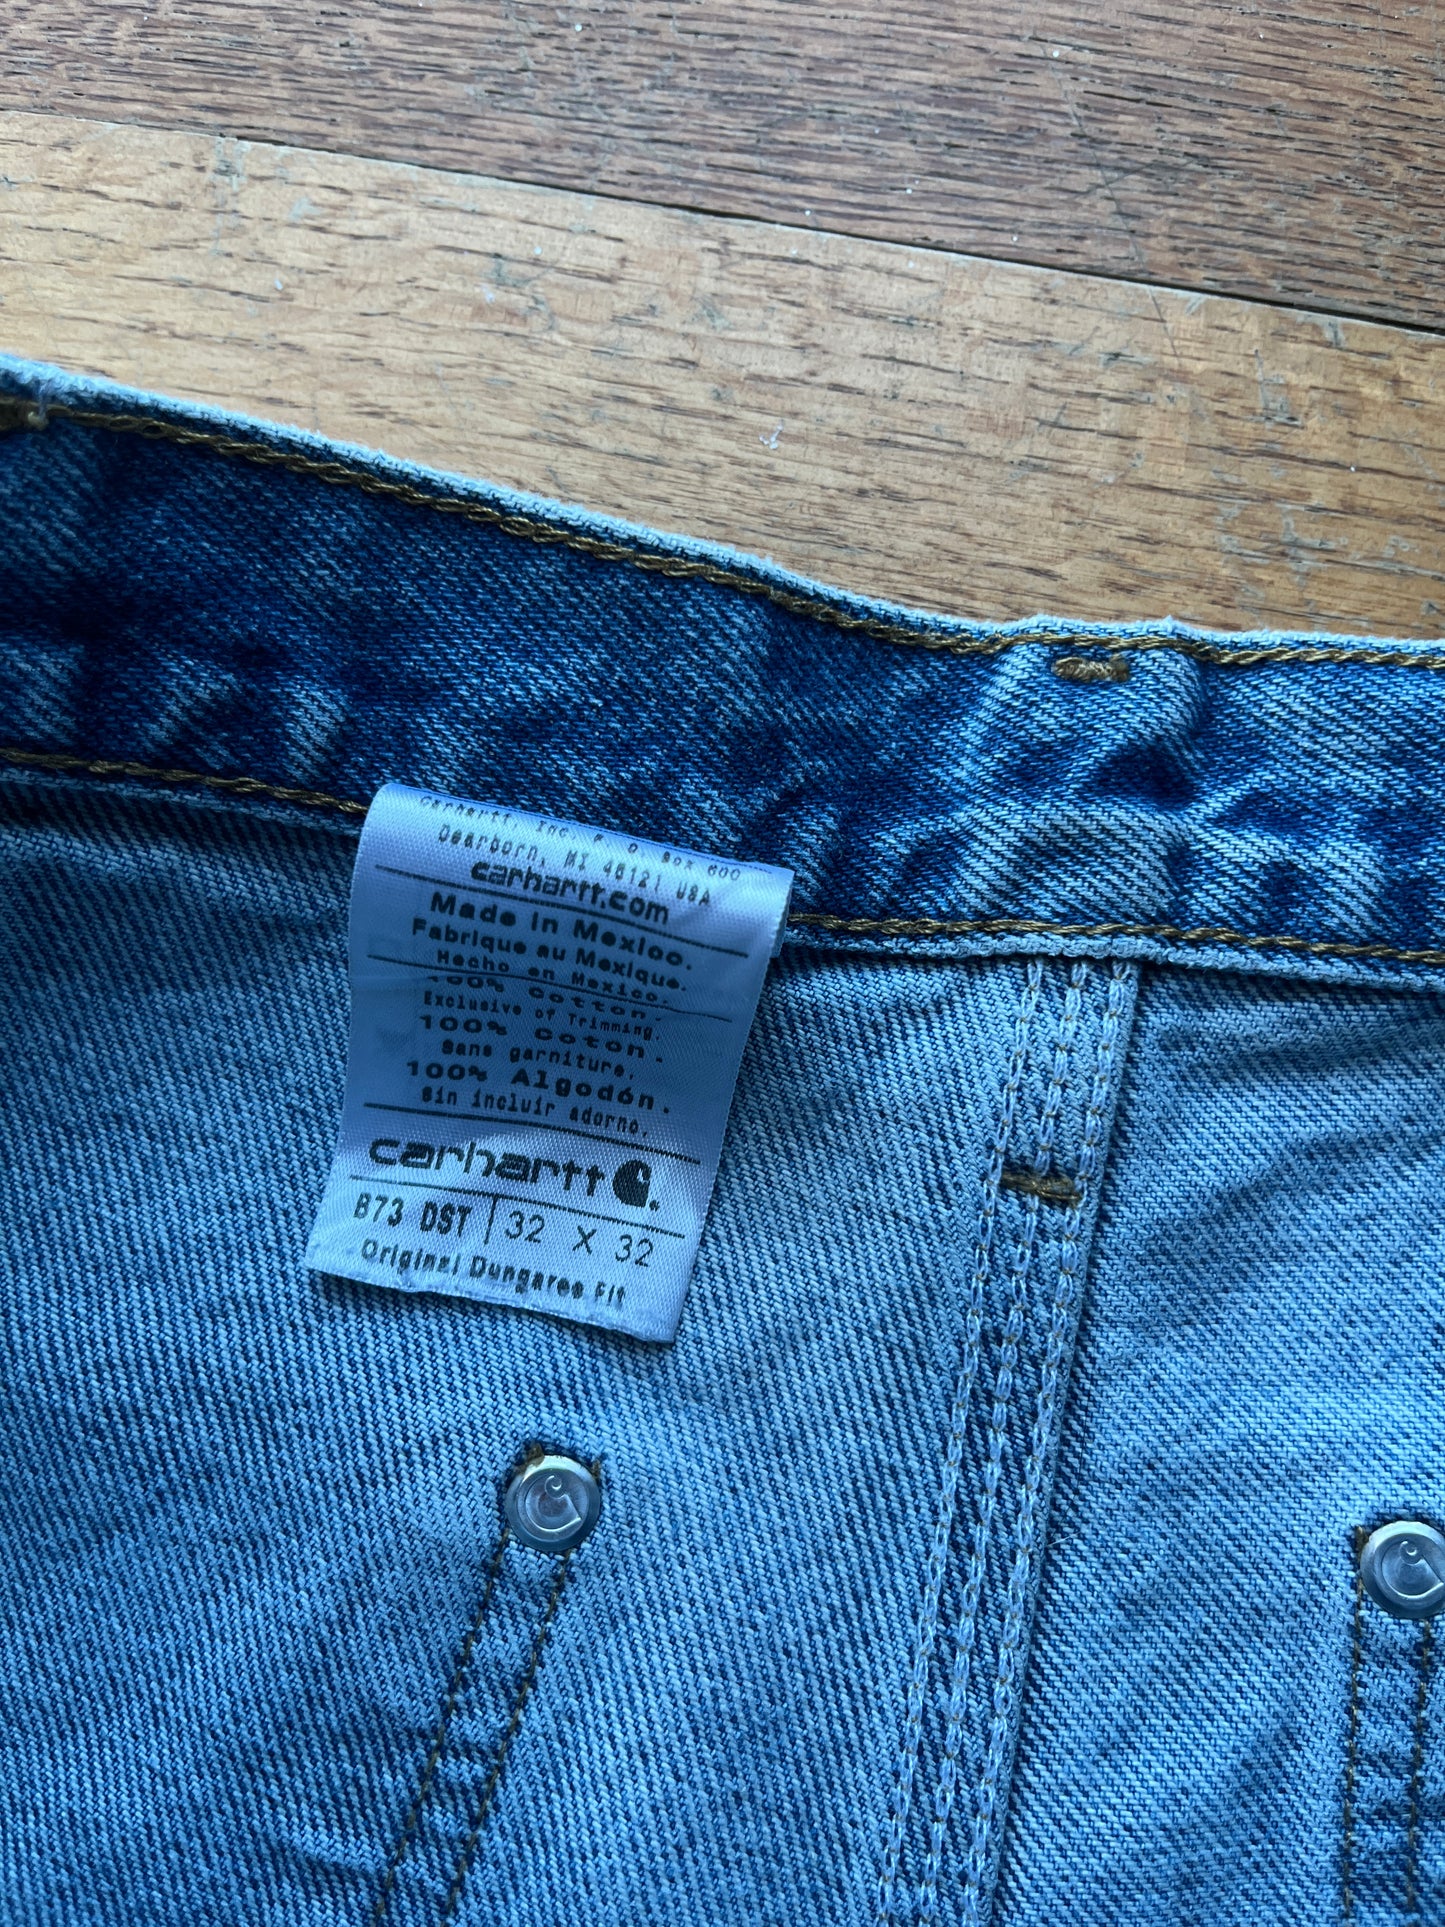 Carhartt, Inc. P.O. Box 600
Dearborn, MI 48121 USA
carhartt.com
Made in Mexico.
Fabrique au Mexique.
Hecho en Mexico.
100% Cotton.
Exclusive of Trimming.
100% Coton.
Sans garniture.
100% Algodón.
Sin incluir adorno.
carhartt
B73 DST 32 X 32
Original Dungaree Fit